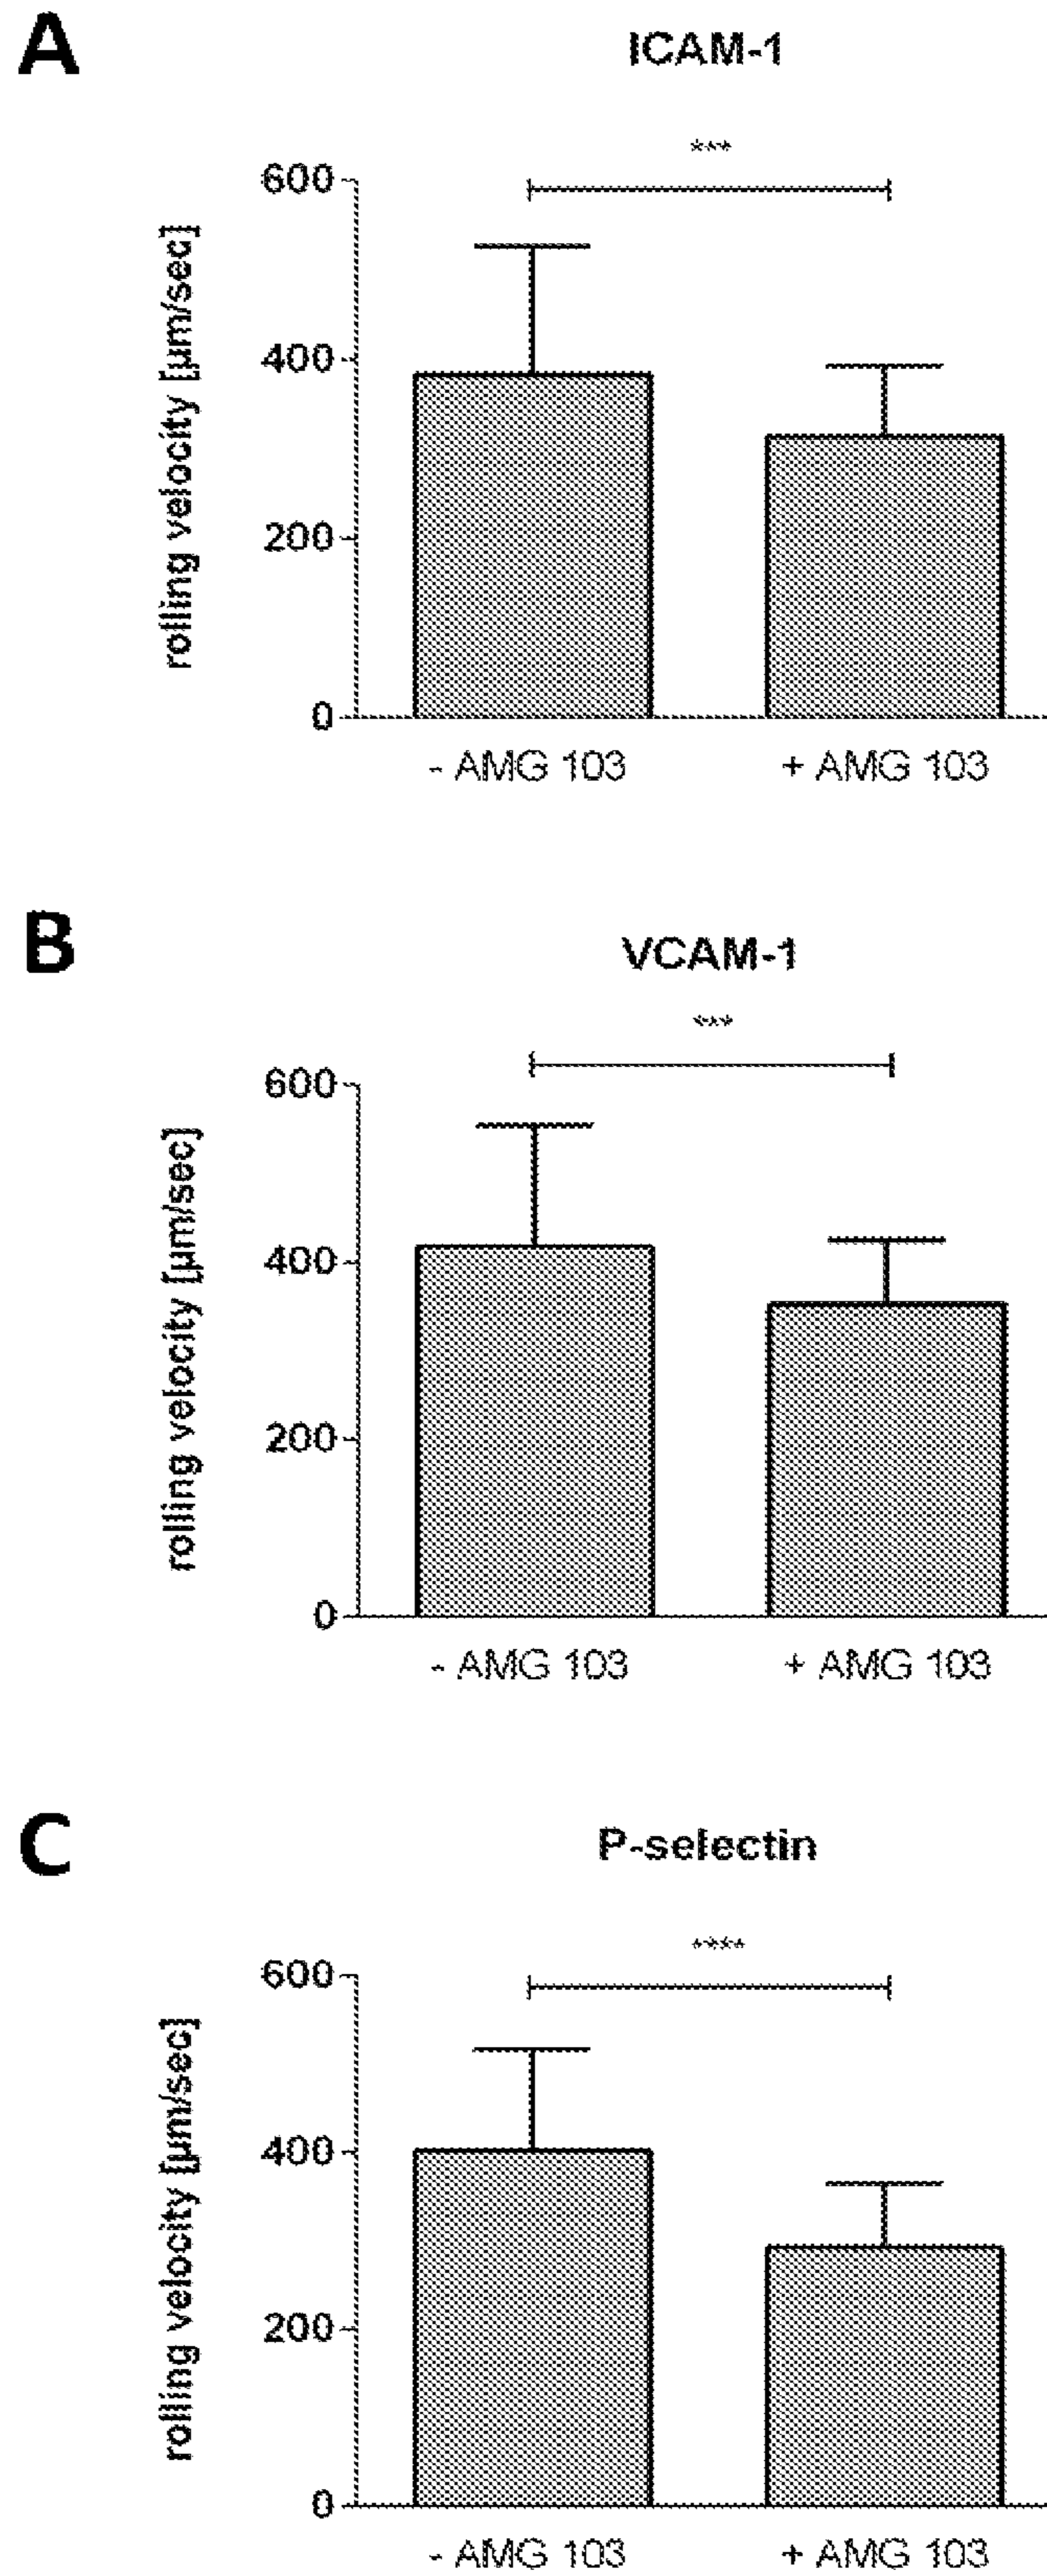 A
ICAM-1
***
600
400
200
0
rolling velocity [µm/sec]
- AMG 103
+ AMG 103
B
VCAM-1
***
600
400
200
0
rolling velocity [µm/sec]
- AMG 103
+ AMG 103
C
P-selectin
****
600
400
200
0
rolling velocity [µm/sec]
- AMG 103
+ AMG 103